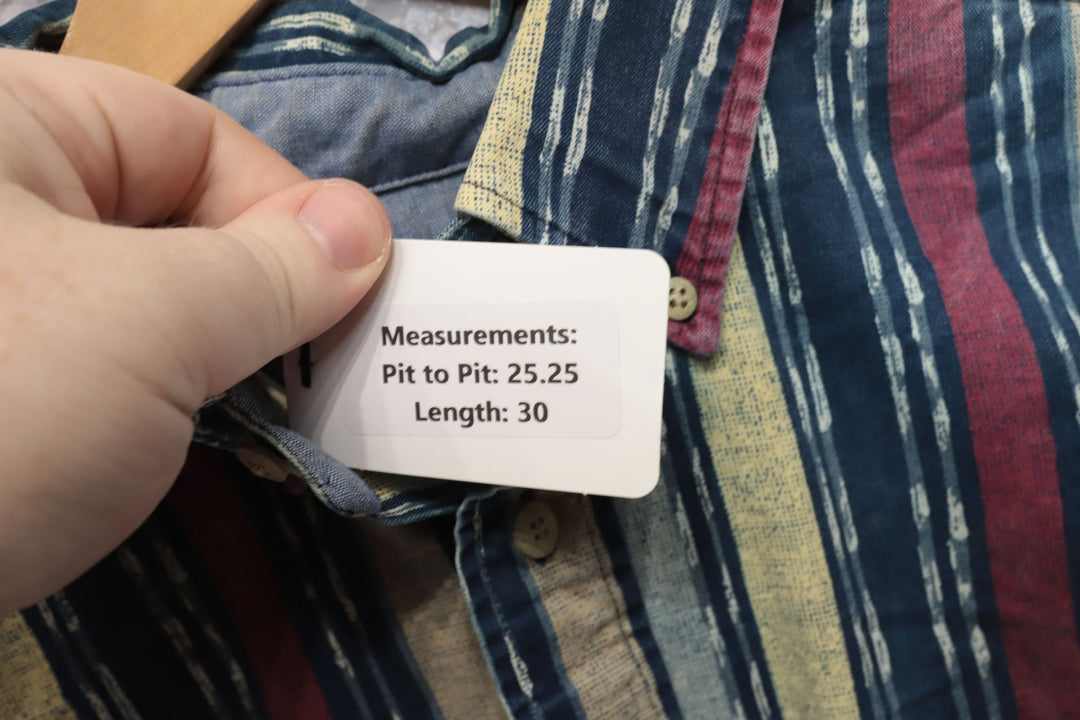 Measurements:
Pit to Pit: 25.25
Length: 30